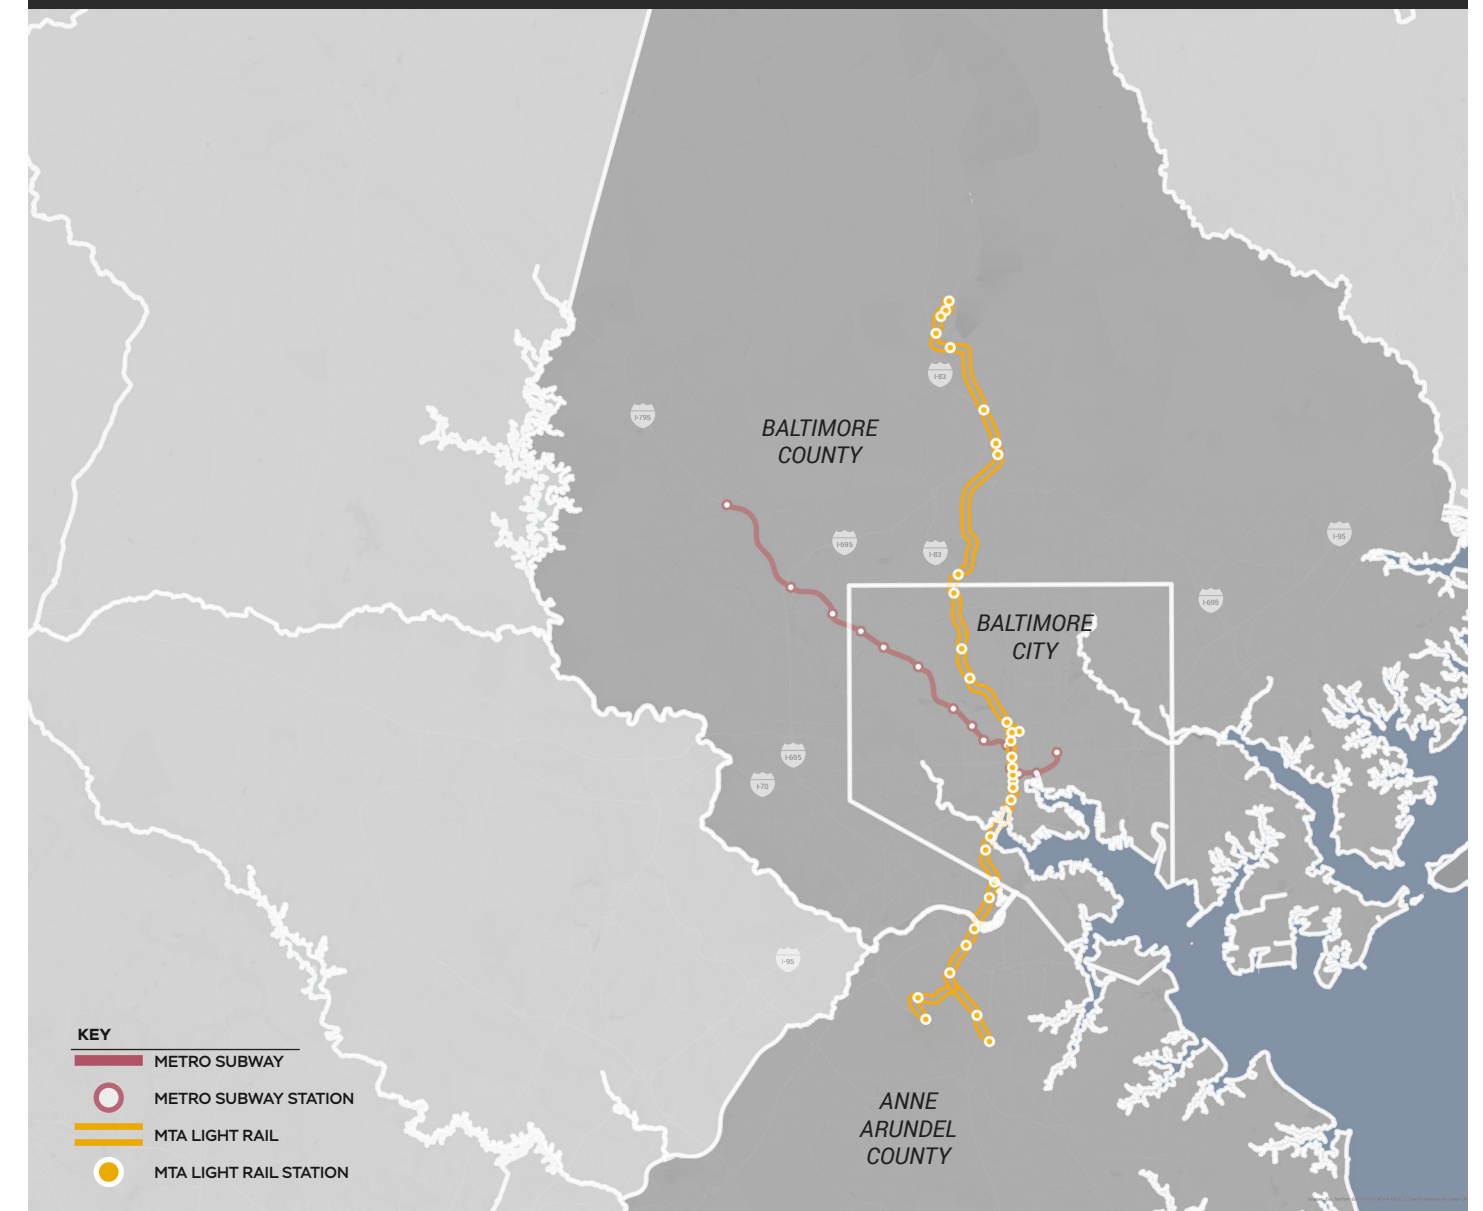 I-83
I-795
BALTIMORE
COUNTY
I-695
I-83
I-95
I-695
BALTIMORE
CITY
I-695
I-70
I-95
KEY
METRO SUBWAY
METRO SUBWAY STATION
MTA LIGHT RAIL
MTA LIGHT RAIL STATION
ANNE
ARUNDEL
COUNTY